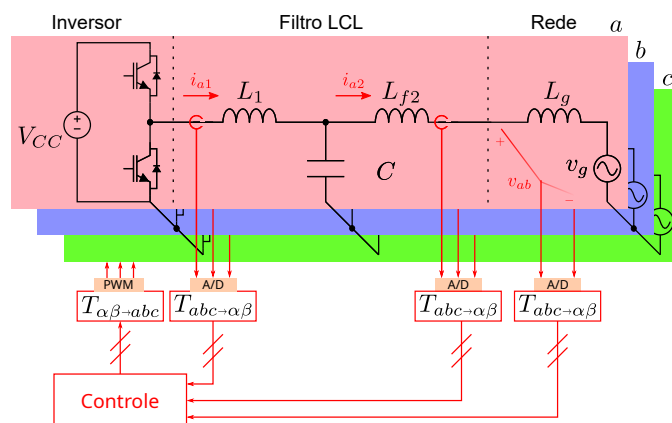 Inversor
Filtro LCL
Rede
a
b
c
i_{a1}
i_{a2}
L_1
L_{f2}
L_g
V_{CC}
+
−
C
+
v_{ab}
−
v_g
PWM
A/D
A/D
A/D
T_{αβ→abc}
T_{abc→αβ}
T_{abc→αβ}
T_{abc→αβ}
Controle